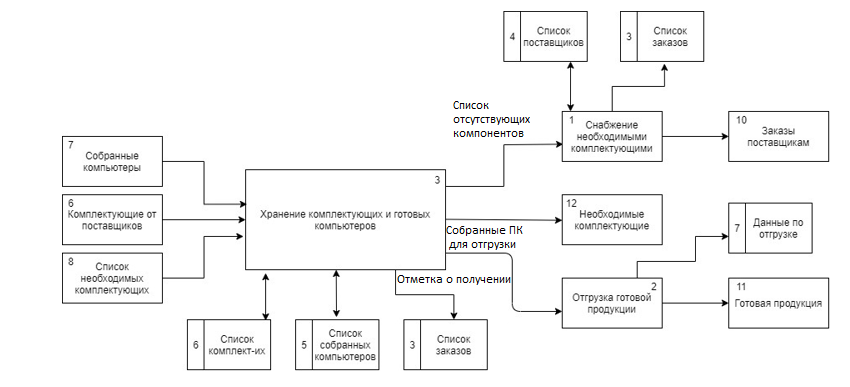 4
Список
поставщиков
3
Список
заказов
Список
отсутствующих
компонентов
1
Снабжение
необходимыми
комплектующими
10
Заказы
поставщикам
7
Собранные
компьютеры
6
Комплектующие от
поставщиков
8
Список
необходимых
комплектующих
3
Хранение комплектующих и готовых
компьютеров
12
Необходимые
комплектующие
Собранные ПК
для отгрузки
7
Данные по
отгрузке
Отметка о получении
2
Отгрузка готовой
продукции
11
Готовая продукция
6
Список
комплект-их
5
Список
собранных
компьютеров
3
Список
заказов